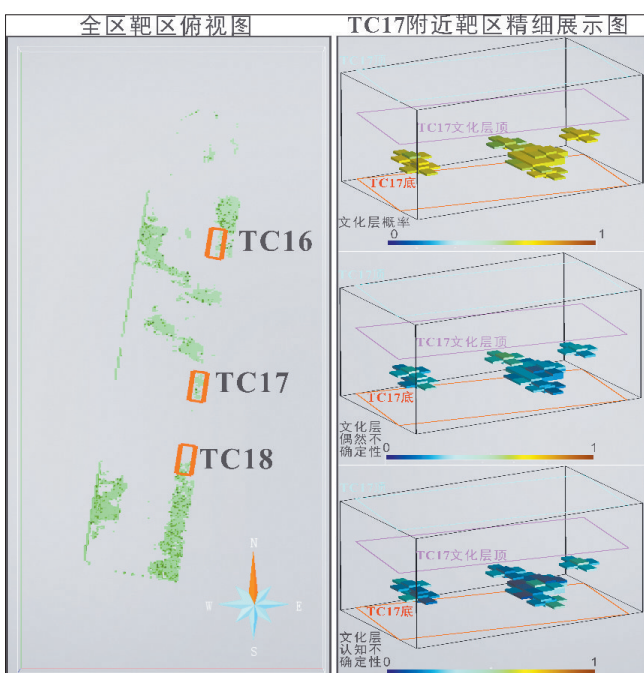 全区靶区俯视图
TC16
TC17
TC18
N
W
E
S
TC17附近靶区精细展示图
TC17文化层顶
TC17底
文化层概率
0
1
TC17文化层顶
TC17底
文化层
偶然不
确定性
0
1
TC17文化层顶
TC17底
文化层
认知不
确定性
0
1